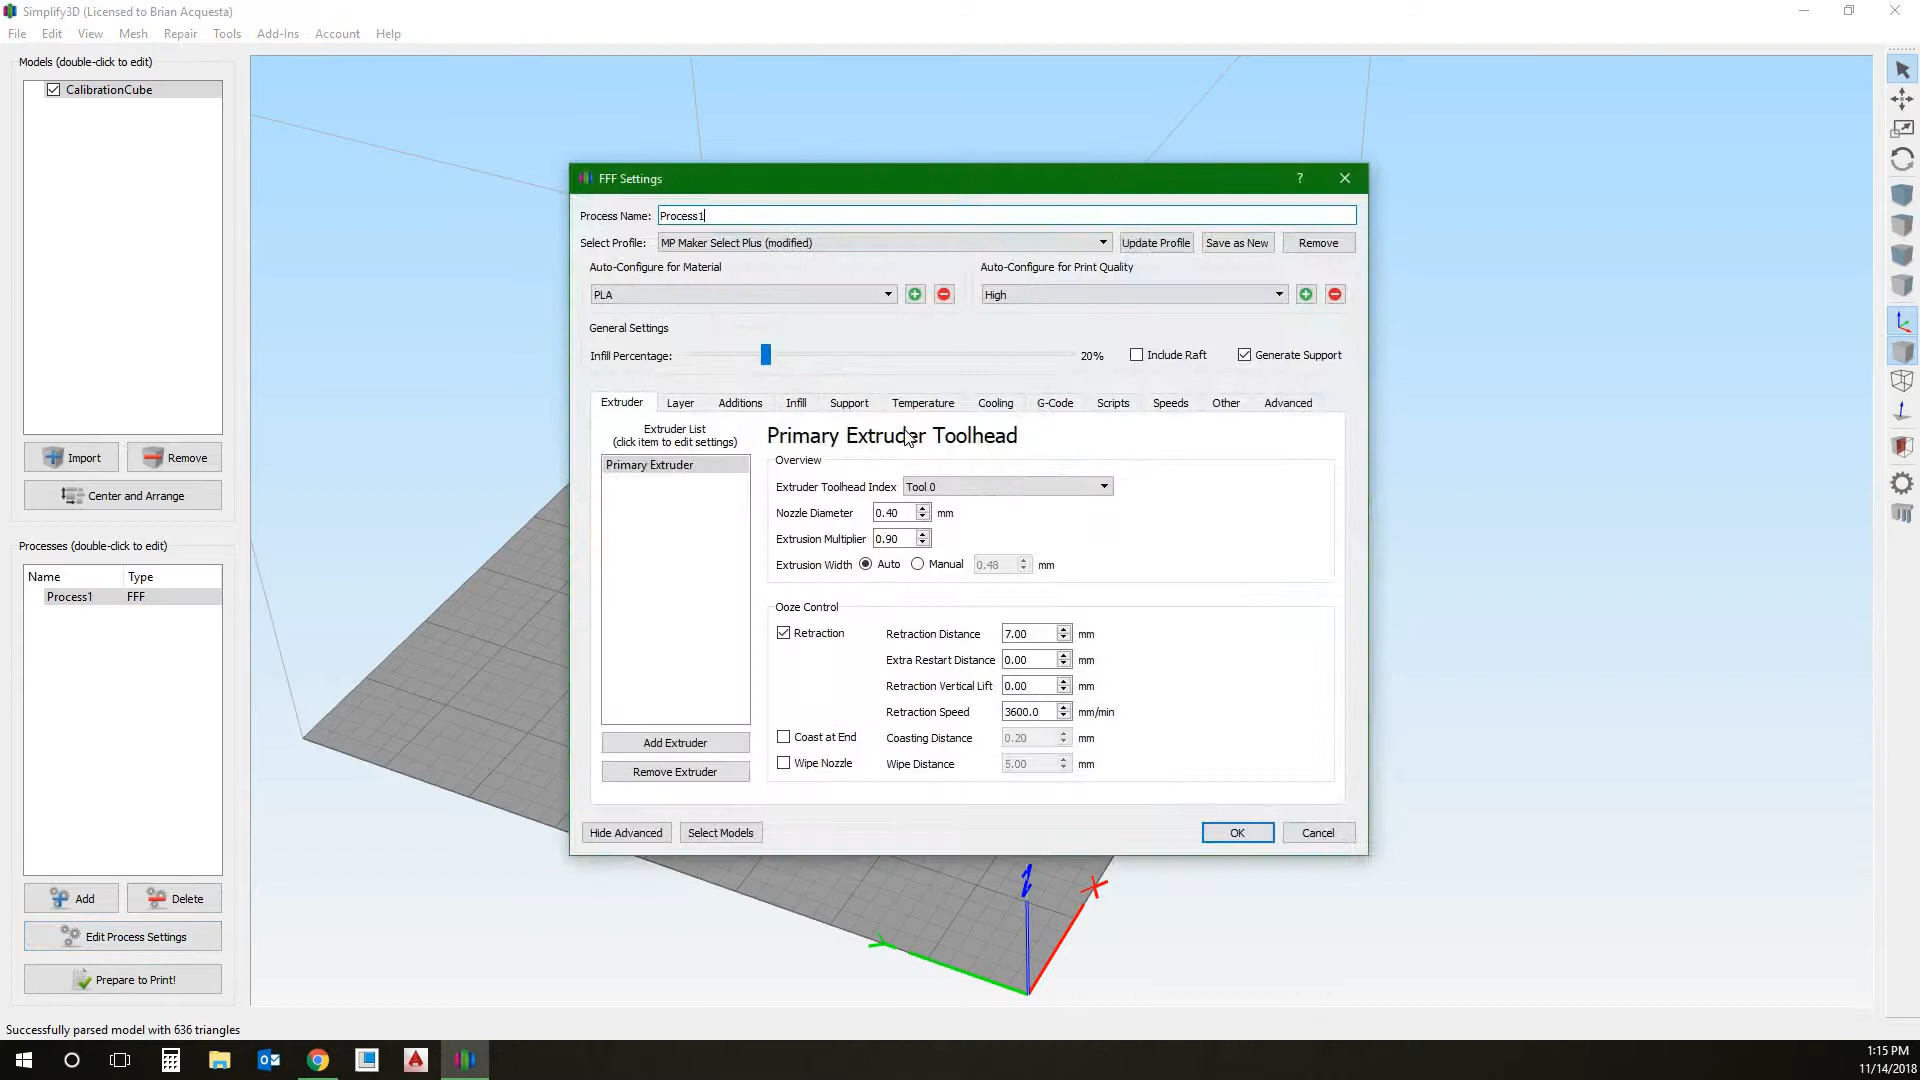 Simplify3D (Licensed to Brian Acquesta)
File Edit View Mesh Repair Tools Add-Ins Account Help
Models (double-click to edit)
CalibrationCube
Import Remove
Center and Arrange
Processes (double-click to edit)
Name Type
Process1 FFF
Add Delete
Edit Process Settings
Prepare to Print!
FFF Settings ?
Process Name: Process1
Select Profile: MP Maker Select Plus (modified) Update Profile Save as New Remove
Auto-Configure for Material Auto-Configure for Print Quality
PLA High
General Settings
Infill Percentage: 20% Include Raft Generate Support
Extruder Layer Additions Infill Support Temperature Cooling G-Code Scripts Speeds Other Advanced
Extruder List
(click item to edit settings)
Primary Extruder
Add Extruder
Remove Extruder
Primary Extruder Toolhead
Overview
Extruder Toolhead Index Tool 0
Nozzle Diameter 0.40 mm
Extrusion Multiplier 0.90
Extrusion Width Auto Manual 0.48 mm
Ooze Control
Retraction Retraction Distance 7.00 mm
Extra Restart Distance 0.00 mm
Retraction Vertical Lift 0.00 mm
Retraction Speed 3600.0 mm/min
Coast at End Coasting Distance 0.20 mm
Wipe Nozzle Wipe Distance 5.00 mm
Hide Advanced Select Models OK Cancel
Z X Y
Successfully parsed model with 636 triangles
1:15 PM
11/14/2018